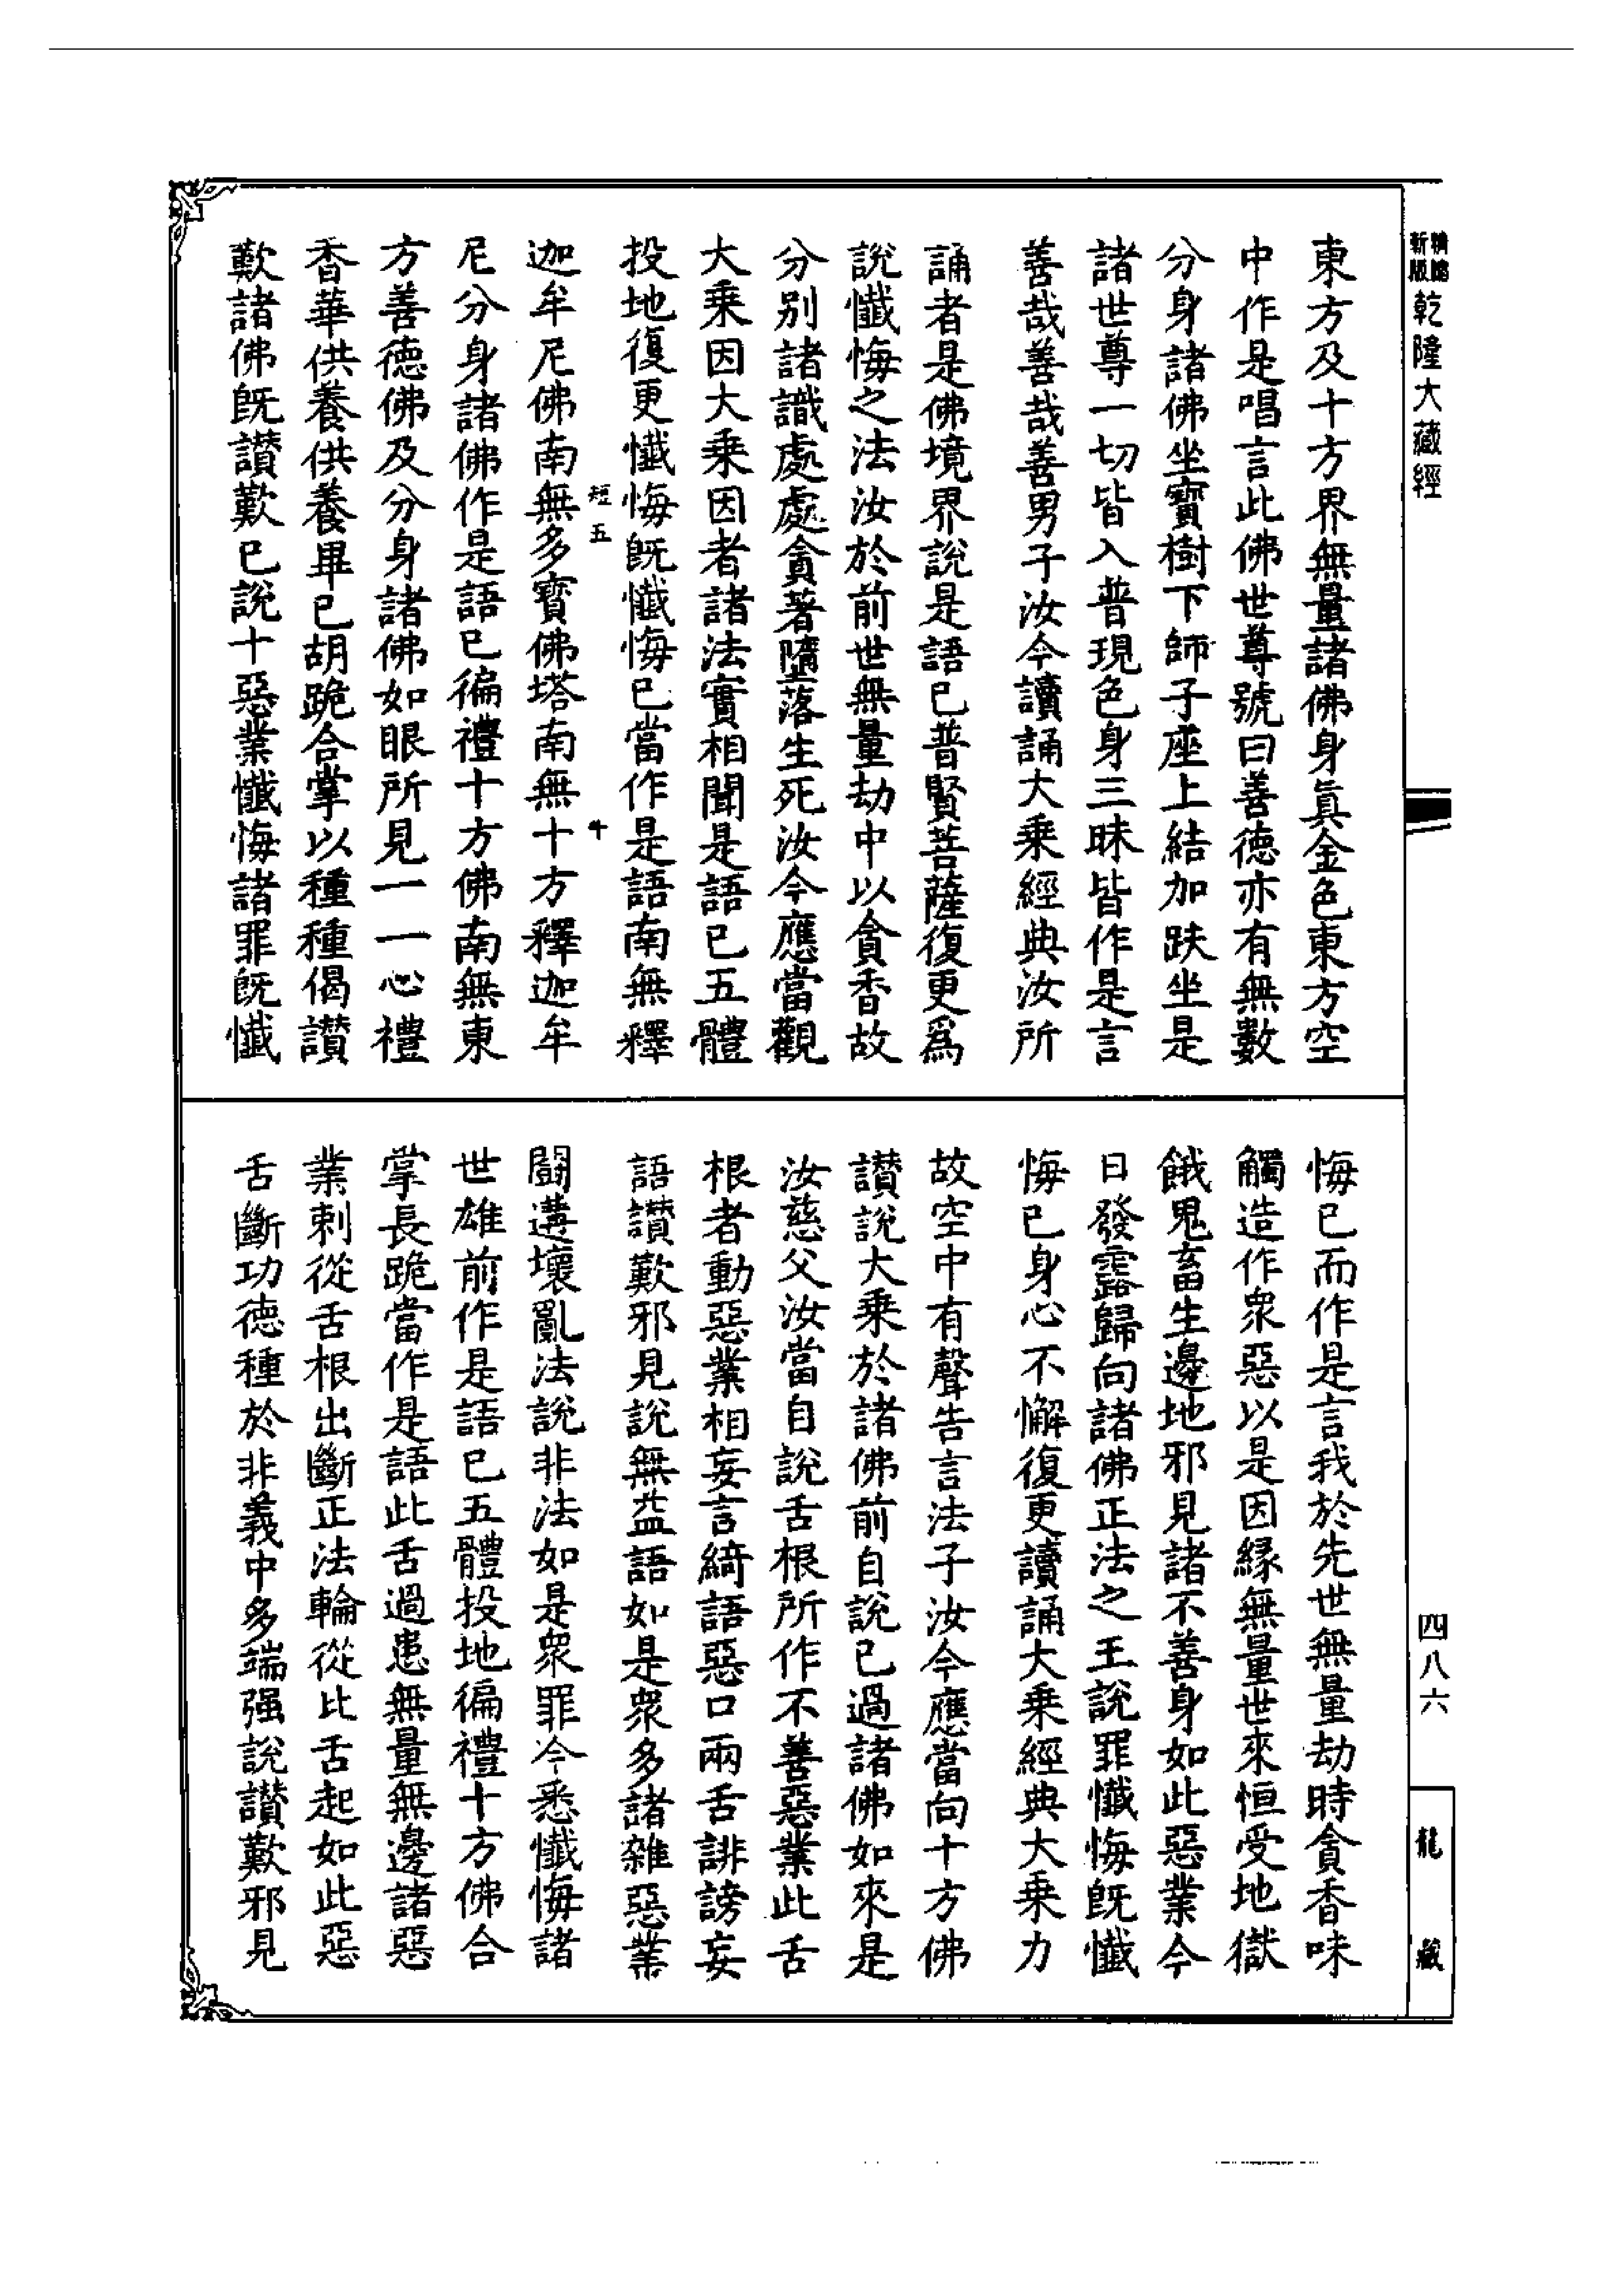 精縮新版乾隆大藏經
四八六
龍藏
東方及十方界無量諸佛身真金色東方空
中作是唱言此佛世尊號曰善德亦有無數
分身諸佛坐寶樹下師子座上結加趺坐是
諸世尊一切皆入普現色身三昧皆作是言
善哉善哉善男子汝今讀誦大乘經典汝所
誦者是佛境界說是語已普賢菩薩復更爲
說懺悔之法汝於前世無量劫中以貪香故
分別諸識處處貪著墮落生死汝今應當觀
大乘因大乘因者諸法實相聞是語已五體
投地復更懺悔既懺悔已當作是語南無釋
短五 十
迦牟尼佛南無多寶佛塔南無十方釋迦牟
尼分身諸佛作是語已徧禮十方佛南無東
方善德佛及分身諸佛如眼所見一一心禮
香華供養供養畢已胡跪合掌以種種偈讃
歎諸佛既讃歎已說十惡業懺悔諸罪既懺
悔已而作是言我於先世無量劫時貪香味
觸造作衆惡以是因緣無量世來恒受地獄
餓鬼畜生邊地邪見諸不善身如此惡業今
日發露歸向諸佛正法之王說罪懺悔既懺
悔已身心不懈復更讀誦大乘經典大乘力
故空中有聲告言法子汝今應當向十方佛
讃說大乘於諸佛前自說已過諸佛如來是
汝慈父汝當自說舌根所作不善惡業此舌
根者動惡業相妄言綺語惡口兩舌誹謗妄
語讃歎邪見說無益語如是衆多諸雜惡業
鬭遘壞亂法說非法如是衆罪今悉懺悔諸
世雄前作是語已五體投地徧禮十方佛合
掌長跪當作是語此舌過患無量無邊諸惡
業刺從舌根出斷正法輪從此舌起如此惡
舌斷功德種於非義中多端强說讃歎邪見